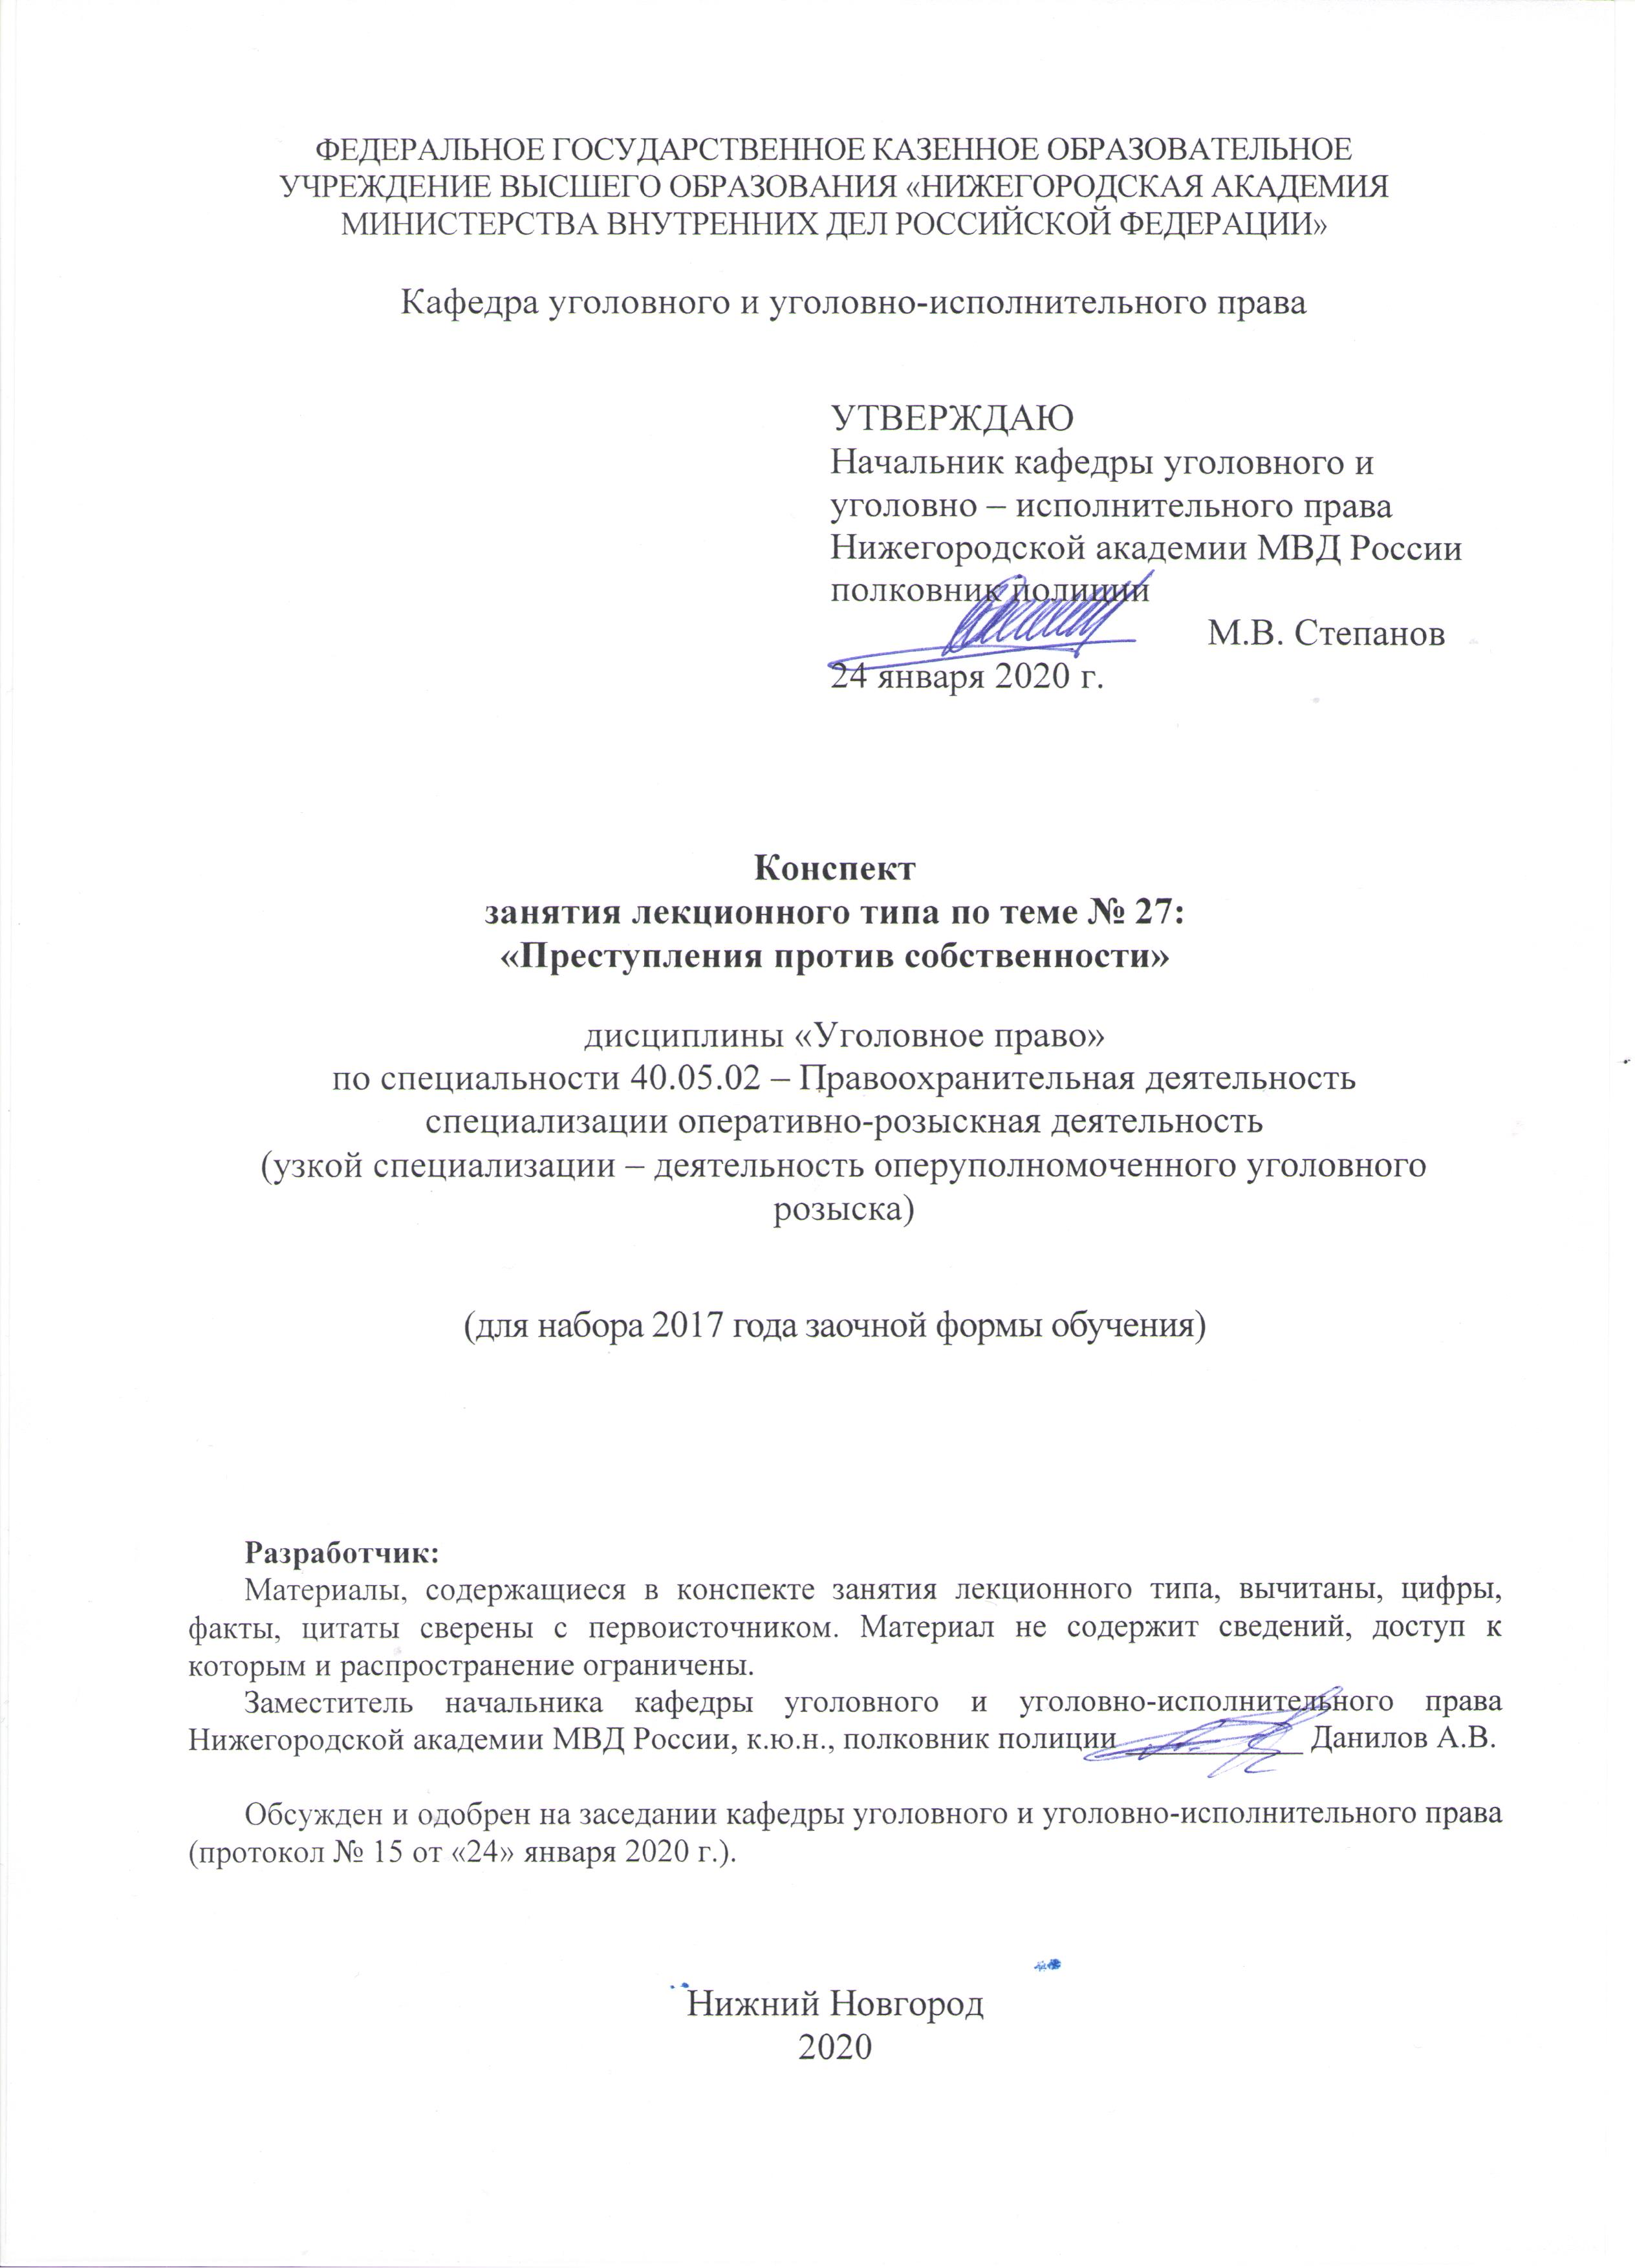 ФЕДЕРАЛЬНОЕ ГОСУДАРСТВЕННОЕ КАЗЕННОЕ ОБРАЗОВАТЕЛЬНОЕ
УЧРЕЖДЕНИЕ ВЫСШЕГО ОБРАЗОВАНИЯ «НИЖЕГОРОДСКАЯ АКАДЕМИЯ
МИНИСТЕРСТВА ВНУТРЕННИХ ДЕЛ РОССИЙСКОЙ ФЕДЕРАЦИИ»
Кафедра уголовного и уголовно-исполнительного права
УТВЕРЖДАЮ
Начальник кафедры уголовного и
уголовно – исполнительного права
Нижегородской академии МВД России
полковник полиции
М.В. Степанов
24 января 2020 г.
Конспект
занятия лекционного типа по теме № 27:
«Преступления против собственности»
дисциплины «Уголовное право»
по специальности 40.05.02 – Правоохранительная деятельность
специализации оперативно-розыскная деятельность
(узкой специализации – деятельность оперуполномоченного уголовного
розыска)
(для набора 2017 года заочной формы обучения)
Разработчик:
Материалы, содержащиеся в конспекте занятия лекционного типа, вычитаны, цифры,
факты, цитаты сверены с первоисточником. Материал не содержит сведений, доступ к
которым и распространение ограничены.
Заместитель начальника кафедры уголовного и уголовно-исполнительного права
Нижегородской академии МВД России, к.ю.н., полковник полиции ____________ Данилов А.В.
Обсужден и одобрен на заседании кафедры уголовного и уголовно-исполнительного права
(протокол № 15 от «24» января 2020 г.).
Нижний Новгород
2020